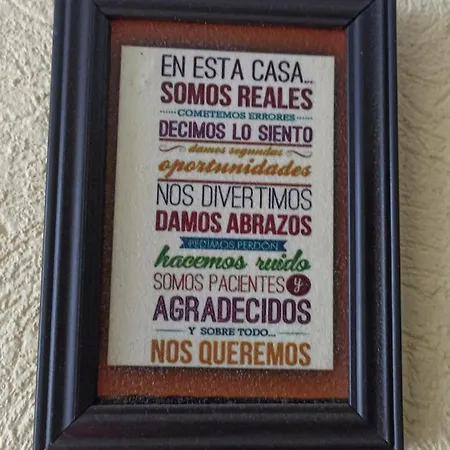 EN ESTA CASA...
SOMOS REALES
COMETEMOS ERRORES
DECIMOS LO SIENTO
damos segundas
oportunidades
NOS DIVERTIMOS
DAMOS ABRAZOS
PEDIMOS PERDÓN
hacemos ruido
SOMOS PACIENTES y
AGRADECIDOS
Y SOBRE TODO...
NOS QUEREMOS